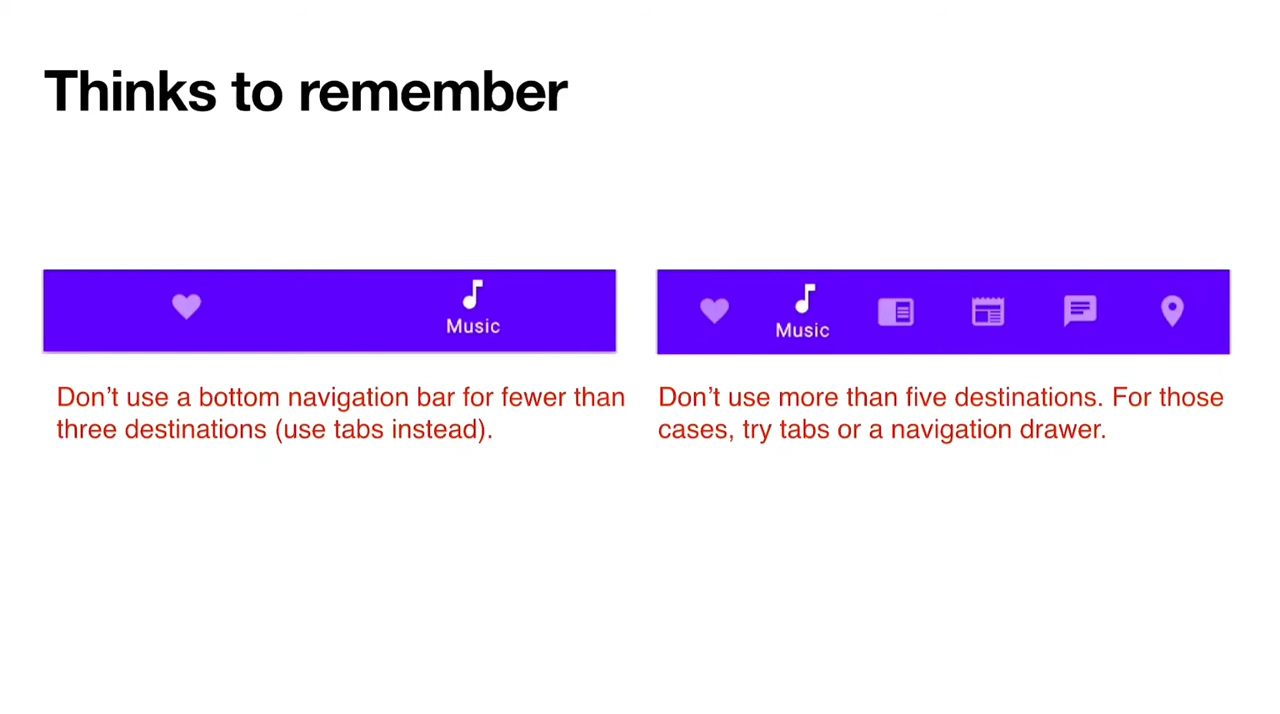 Thinks to remember
Music
Music
Don’t use a bottom navigation bar for fewer than
three destinations (use tabs instead).
Don’t use more than five destinations. For those
cases, try tabs or a navigation drawer.